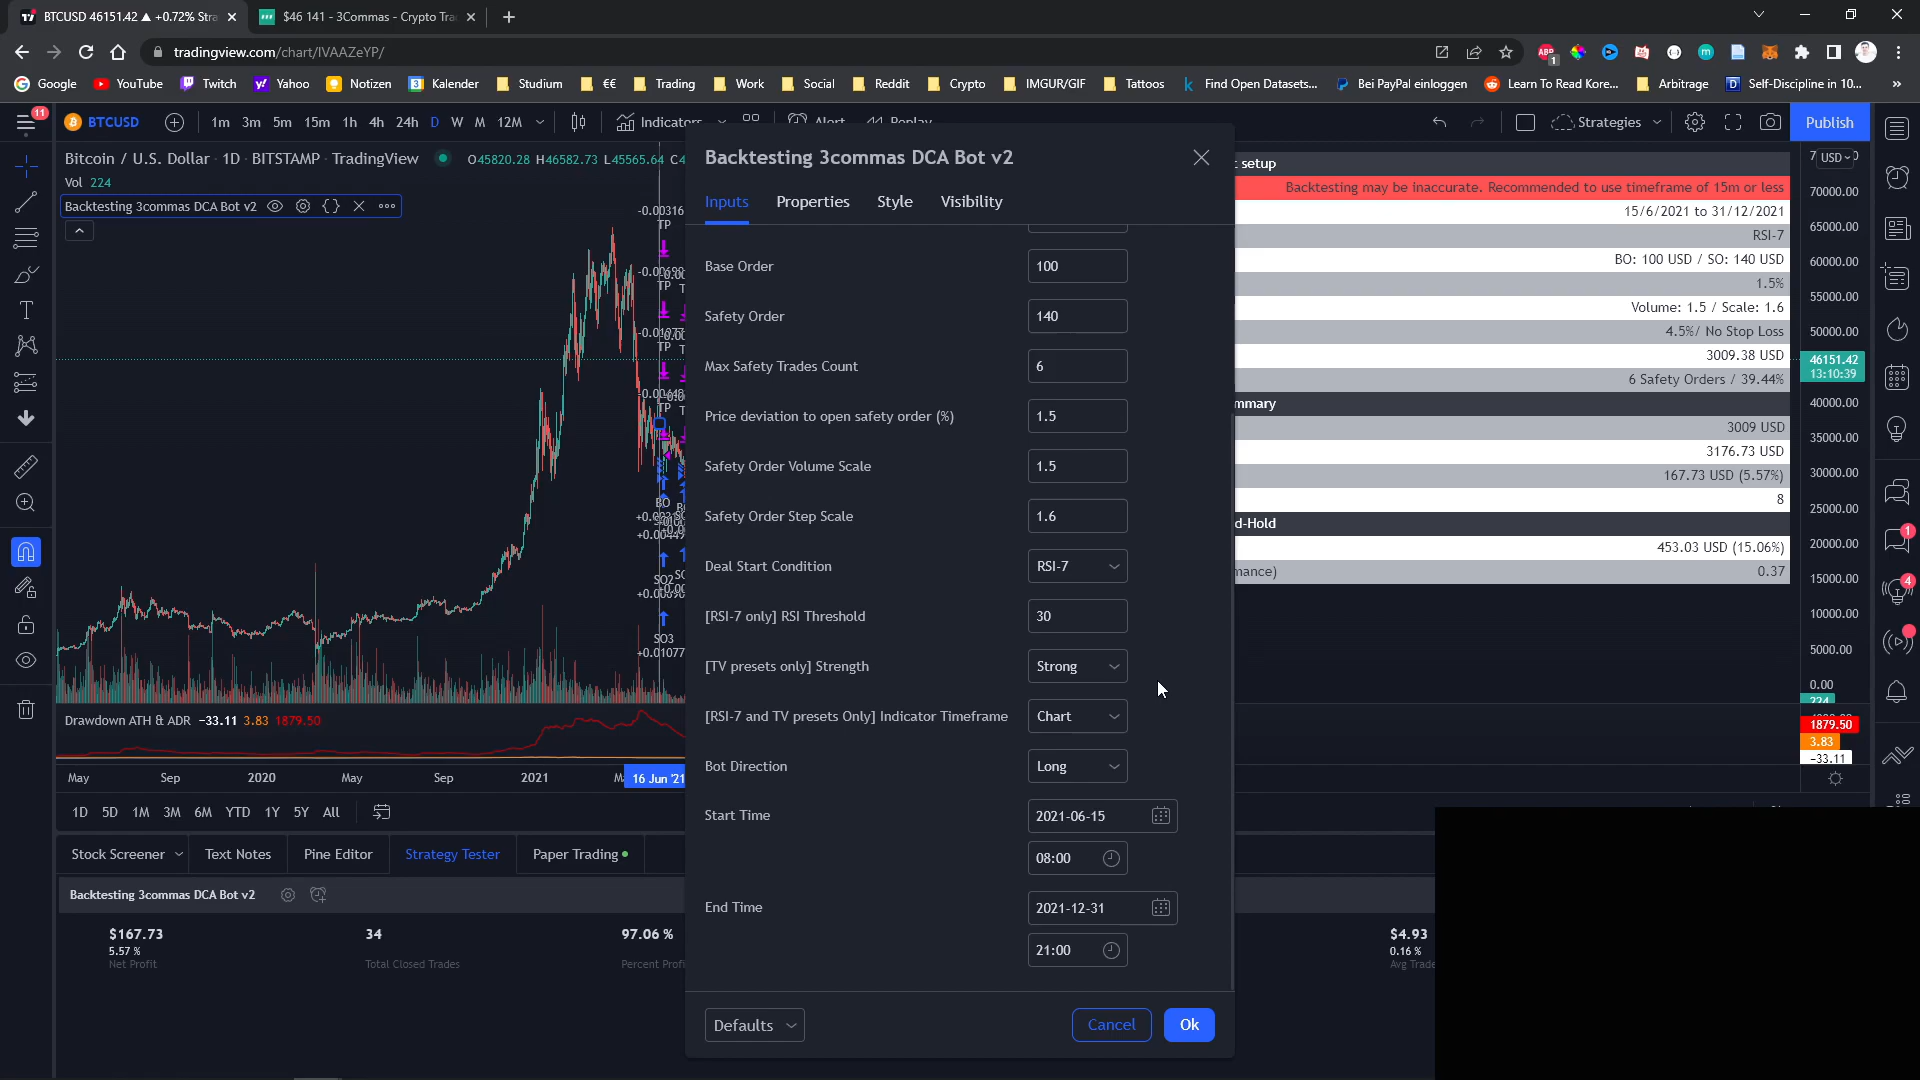 BTCUSD 46151.42 ▲ +0.72% Stra
$46 141 - 3Commas - Crypto Tra
tradingview.com/chart/IVAAZeYP/
Google YouTube Twitch Yahoo Notizen Kalender Studium €€ Trading Work Social Reddit Crypto IMGUR/GIF Tattoos Find Open Datasets... Bei PayPal einloggen Learn To Read Kore... Arbitrage Self-Discipline in 10... »
11
BTCUSD 1m 3m 5m 15m 1h 4h 24h D W M 12M Indicators Alert Replay Strategies Publish
Bitcoin / U.S. Dollar · 1D · BITSTAMP · TradingView O45820.28 H46582.73 L45565.64
Vol 224
Backtesting 3commas DCA Bot v2
Backtesting 3commas DCA Bot v2
Inputs Properties Style Visibility
Base Order 100
Safety Order 140
Max Safety Trades Count 6
Price deviation to open safety order (%) 1.5
Safety Order Volume Scale 1.5
Safety Order Step Scale 1.6
Deal Start Condition RSI-7
[RSI-7 only] RSI Threshold 30
[TV presets only] Strength Strong
[RSI-7 and TV presets Only] Indicator Timeframe Chart
Bot Direction Long
Start Time 2021-06-15
08:00
End Time 2021-12-31
21:00
Defaults Cancel Ok
setup
Backtesting may be inaccurate. Recommended to use timeframe of 15m or less
15/6/2021 to 31/12/2021
RSI-7
BO: 100 USD / SO: 140 USD
1.5%
Volume: 1.5 / Scale: 1.6
4.5%/ No Stop Loss
3009.38 USD
6 Safety Orders / 39.44%
mmary
3009 USD
3176.73 USD
167.73 USD (5.57%)
8
d-Hold
453.03 USD (15.06%)
mance) 0.37
USD
70000.00
65000.00
60000.00
55000.00
50000.00
46151.42
13:10:39
40000.00
35000.00
30000.00
25000.00
20000.00
15000.00
10000.00
5000.00
0.00
224
1879.50
3.83
−33.11
1
4
TP
TP
TP
TP
BO
SO2
SO3
Drawdown ATH & ADR −33.11 3.83 1879.50
May Sep 2020 May Sep 2021 16 Jun '21
1D 5D 1M 3M 6M YTD 1Y 5Y All
Stock Screener Text Notes Pine Editor Strategy Tester Paper Trading
Backtesting 3commas DCA Bot v2
$167.73 34 97.06 % $4.93
5.57 % 0.16 %
Net Profit Total Closed Trades Percent Profi Avg Trade